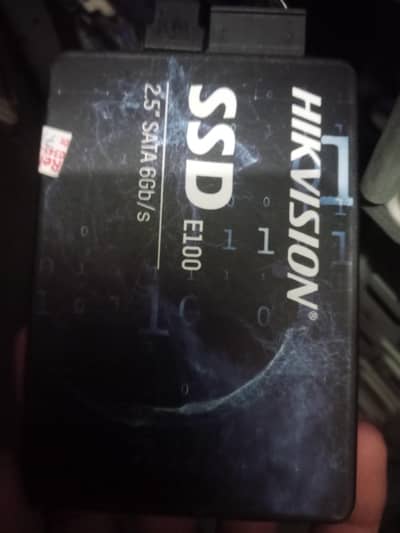 HIKVISION®
SSD E100
2.5" SATA 6Gb/s